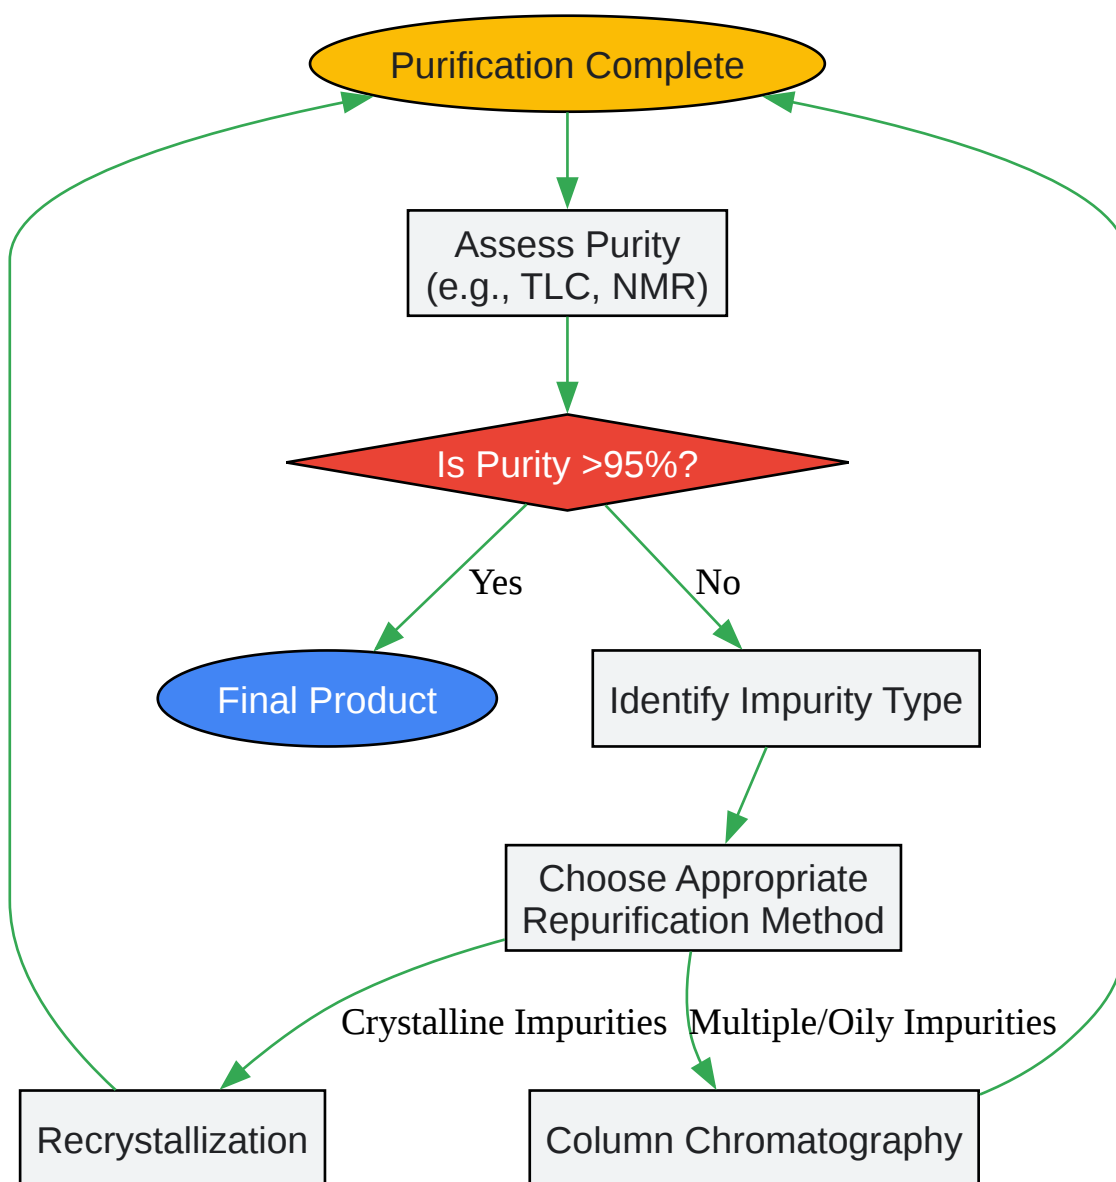 Purification Complete
Assess Purity
(e.g., TLC, NMR)
Is Purity >95%?
Yes
No
Final Product
Identify Impurity Type
Choose Appropriate
Repurification Method
Crystalline Impurities
Multiple/Oily Impurities
Recrystallization
Column Chromatography